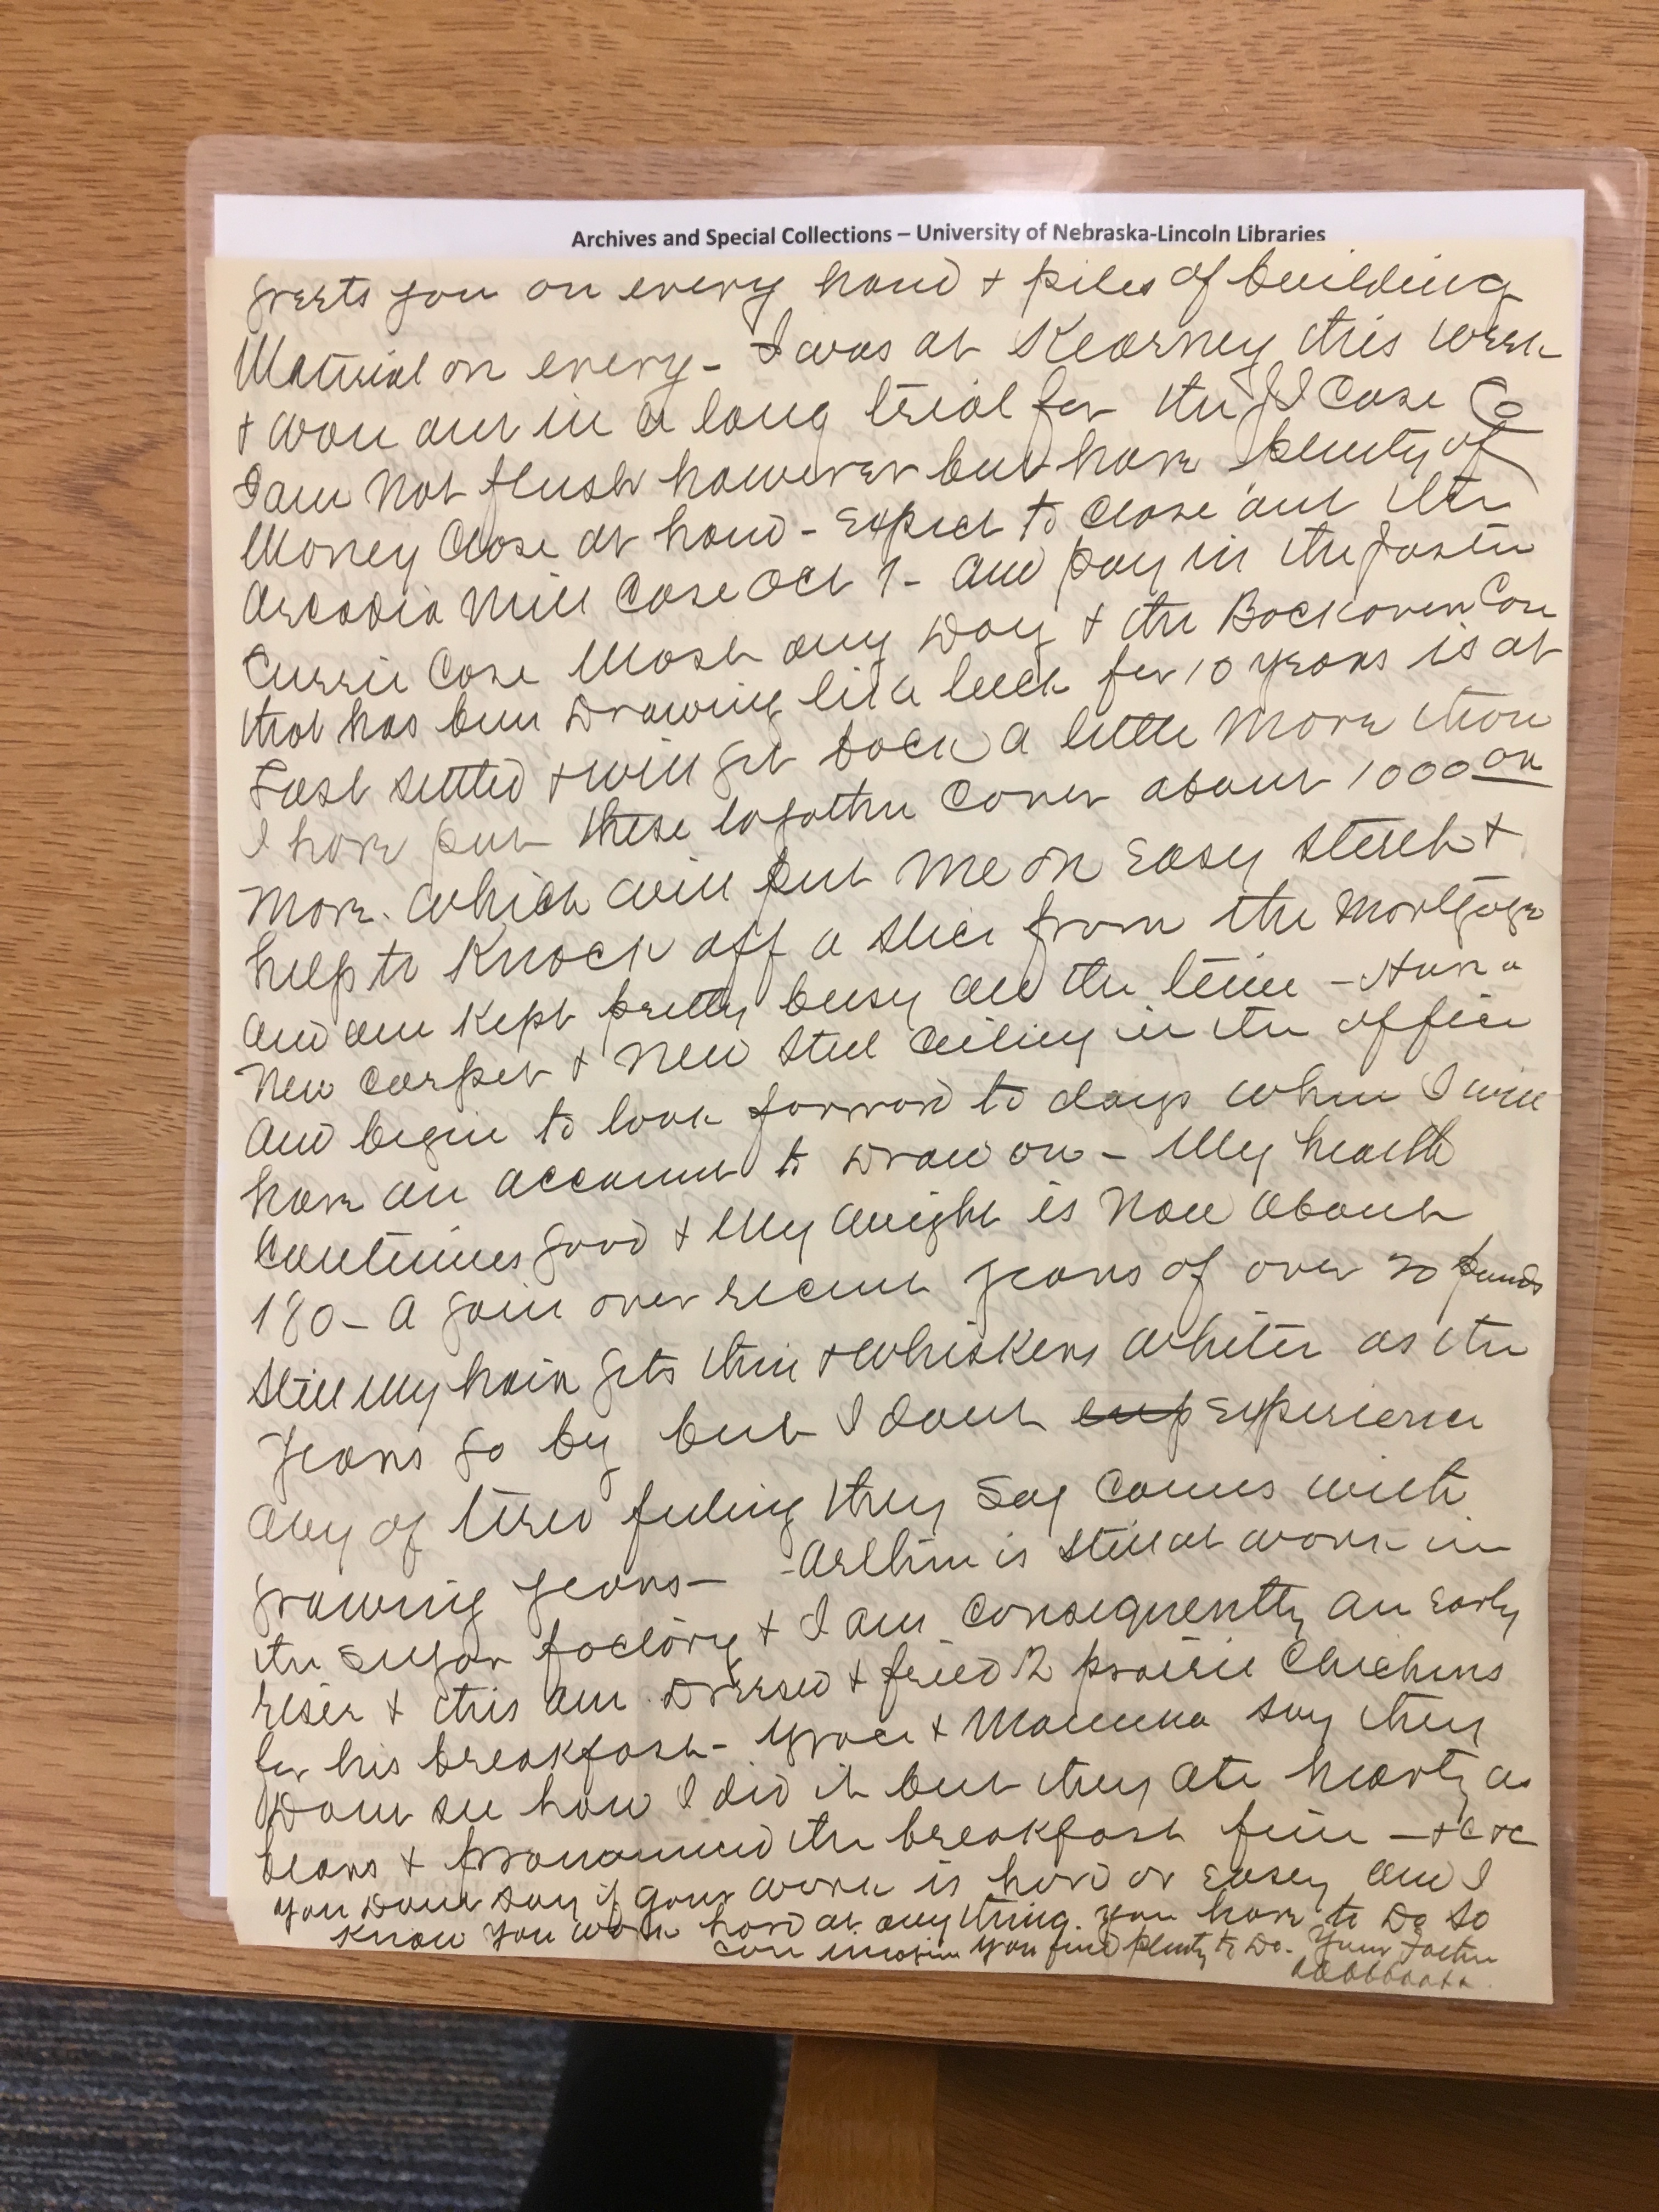 Archives and Special Collections – University of Nebraska-Lincoln Libraries
greets you on every hand + piles of building
Material on every - I was at Kearney this week
+ won out in a long trial for the J I Case Co
I am not flush however but have plenty of
Money close at hand - Expect to close out the
Arcadia Mill Case Oct 1 - and pay in the
Currie Case Most any Day + the Bockoven Case
that has been Drawing like leech for 10 years is at
Last settled + will get back a little more than
I have put these together Cover about 1000 00
more. which will put me on Easy street +
help to Knock off a slice from the Mortgage
and am kept pretty busy all the time - Have a
New Carpet + New Steel Ceiling in the office
and begin to look forward to days when I will
have an account to Draw on - My health
Continues good + My weight is now about
180 - A gain over recent years of over 20 punds
still my hair gets thin + whiskers whiter as the
years go by but I dont exp Experience
any of tired feeling they say comes with
growing years - Arthur is still at work in
the sugar factory + I am consequently an Early
riser + this am Dressed + fried 2 prairie Chickens
for his breakfast - Grace + Mamma say they
Dont see how I did it but they ate hearty as
bears + pronounced the breakfast fine - + c + c
you Dont say if your work is hard or Easy and I
Know you work hard at anything you have to Do so
can imagine you find plenty to Do. Your Father